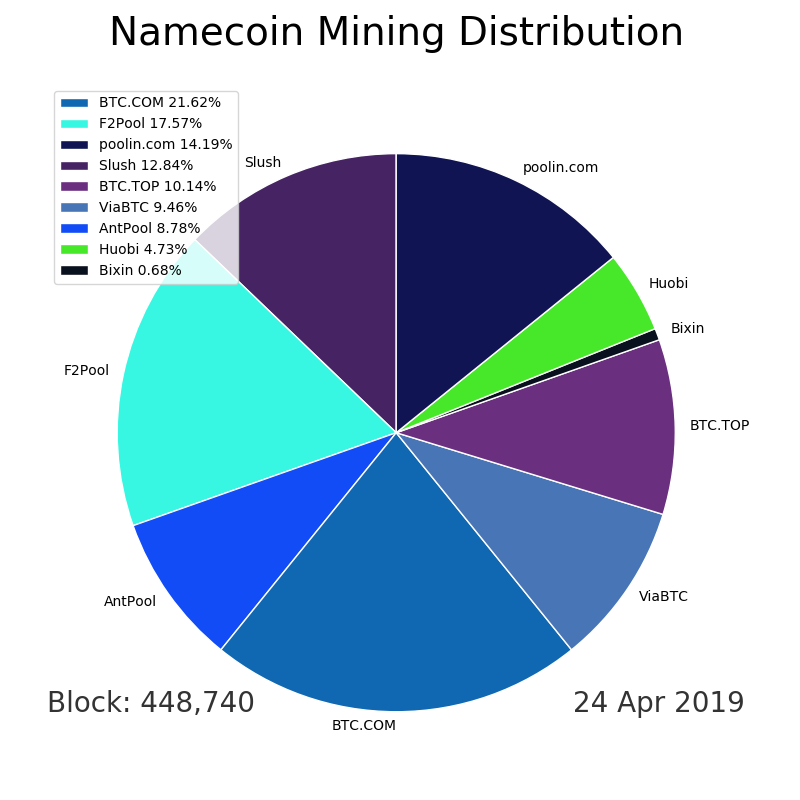 Namecoin Mining Distribution
BTC.COM 21.62%
F2Pool 17.57%
poolin.com 14.19%
Slush 12.84%
BTC.TOP 10.14%
ViaBTC 9.46%
AntPool 8.78%
Huobi 4.73%
Bixin 0.68%
Slush
poolin.com
Huobi
Bixin
F2Pool
BTC.TOP
ViaBTC
AntPool
Block: 448,740
24 Apr 2019
BTC.COM